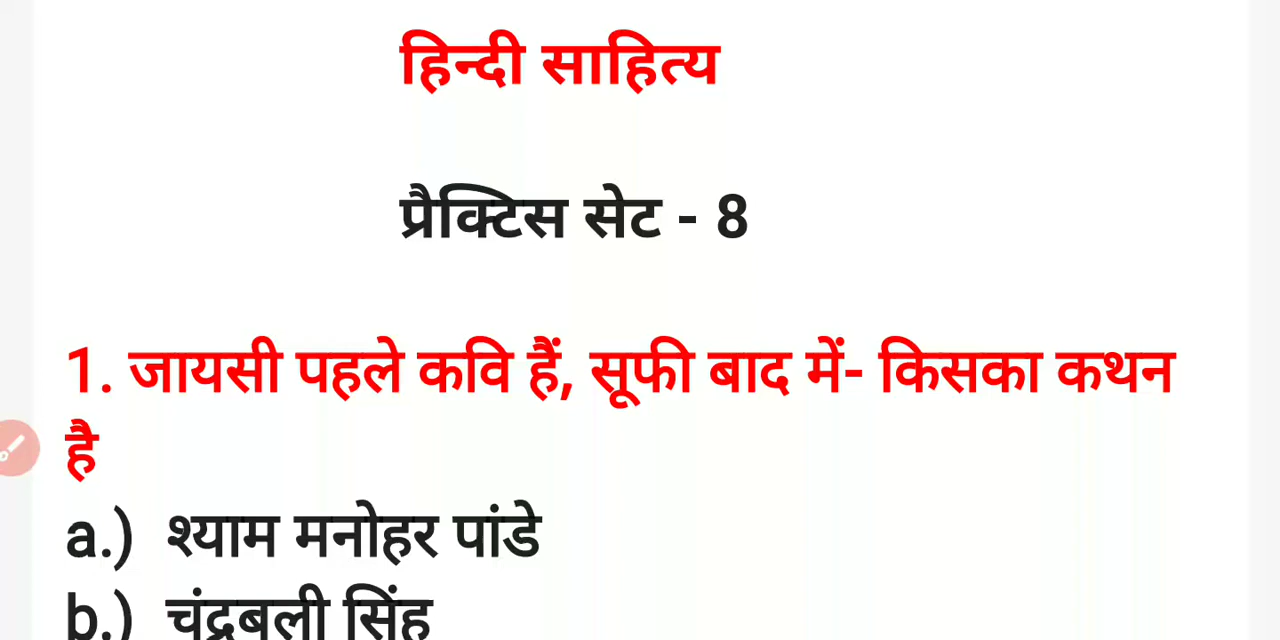 हिन्दी साहित्य
प्रैक्टिस सेट - 8
1. जायसी पहले कवि हैं, सूफी बाद में- किसका कथन
है
a.) श्याम मनोहर पांडे
b.) चंद्रबली सिंह